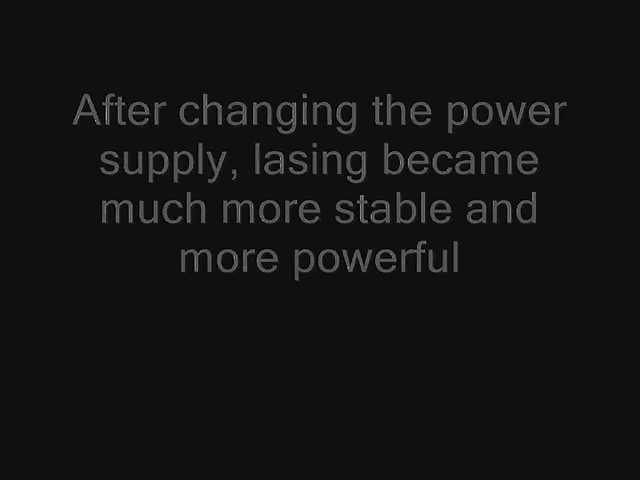 After changing the power
supply, lasing became
much more stable and
more powerful